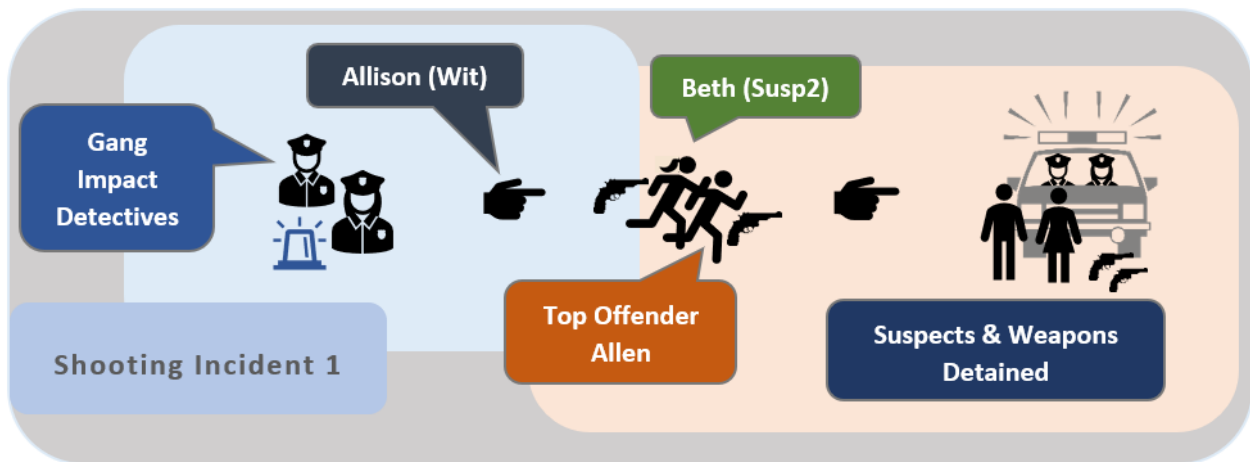 Allison (Wit)
Beth (Susp2)
Gang
Impact
Detectives
Top Offender
Allen
Suspects & Weapons
Detained
Shooting Incident 1